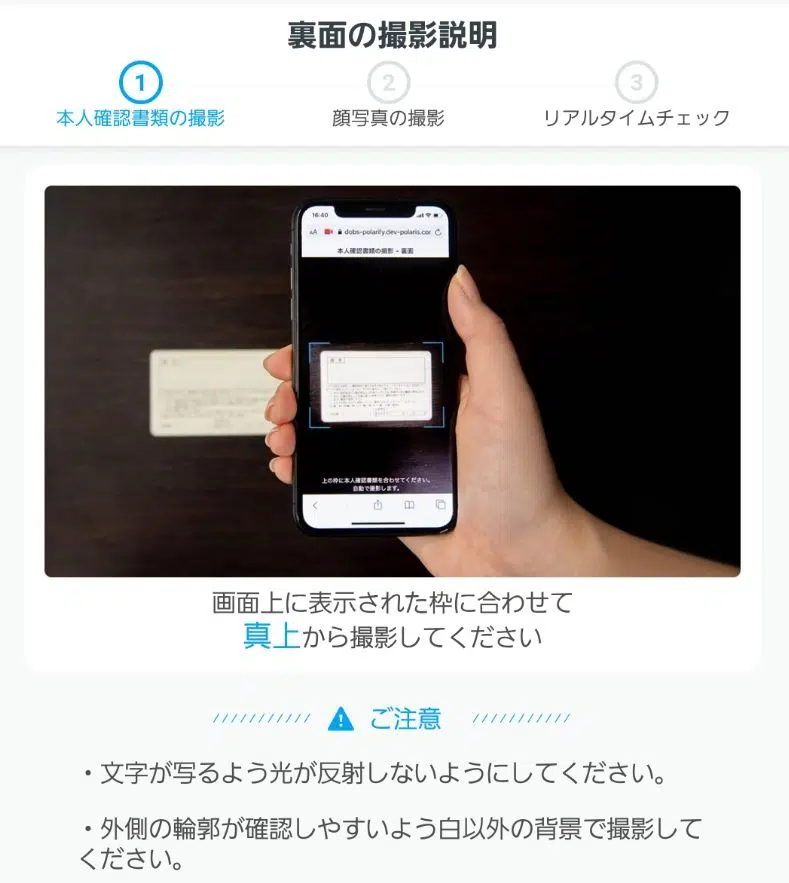 裏面の撮影説明
1
2
3
本人確認書類の撮影
顔写真の撮影
リアルタイムチェック
16:40
AA
dobs-polarify.dev-polaris.cor
本人確認書類の撮影 - 裏面
上の枠に本人確認書類を合わせてください。
自動で撮影します。
画面上に表示された枠に合わせて
真上から撮影してください
ご注意
・文字が写るよう光が反射しないようにしてください。
・外側の輪郭が確認しやすいよう白以外の背景で撮影して
ください。